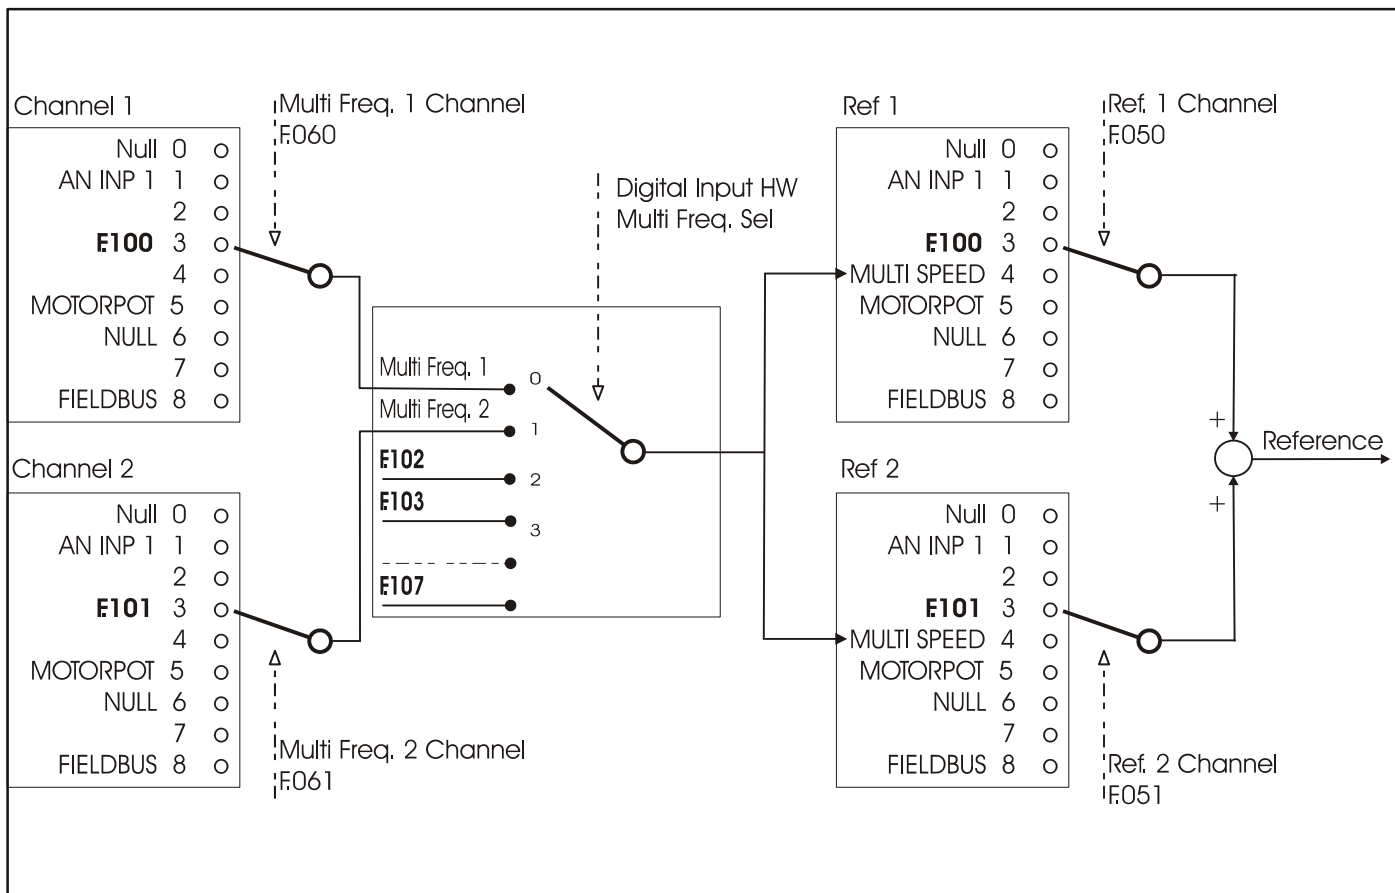 Channel 1
Multi Freq. 1 Channel
F.060
Null 0
AN INP 1 1
2
F.100 3
4
MOTORPOT 5
NULL 6
7
FIELDBUS 8
Channel 2
Null 0
AN INP 1 1
2
F.101 3
4
MOTORPOT 5
NULL 6
7
FIELDBUS 8
Multi Freq. 2 Channel
F.061
Digital Input HW
Multi Freq. Sel
Multi Freq. 1 0
Multi Freq. 2 1
F.102 2
F.103 3
F.107
Ref 1
Ref. 1 Channel
F.050
Null 0
AN INP 1 1
2
F.100 3
MULTI SPEED 4
MOTORPOT 5
NULL 6
7
FIELDBUS 8
Ref 2
Null 0
AN INP 1 1
2
F.101 3
MULTI SPEED 4
MOTORPOT 5
NULL 6
7
FIELDBUS 8
Ref. 2 Channel
F.051
+
Reference
+